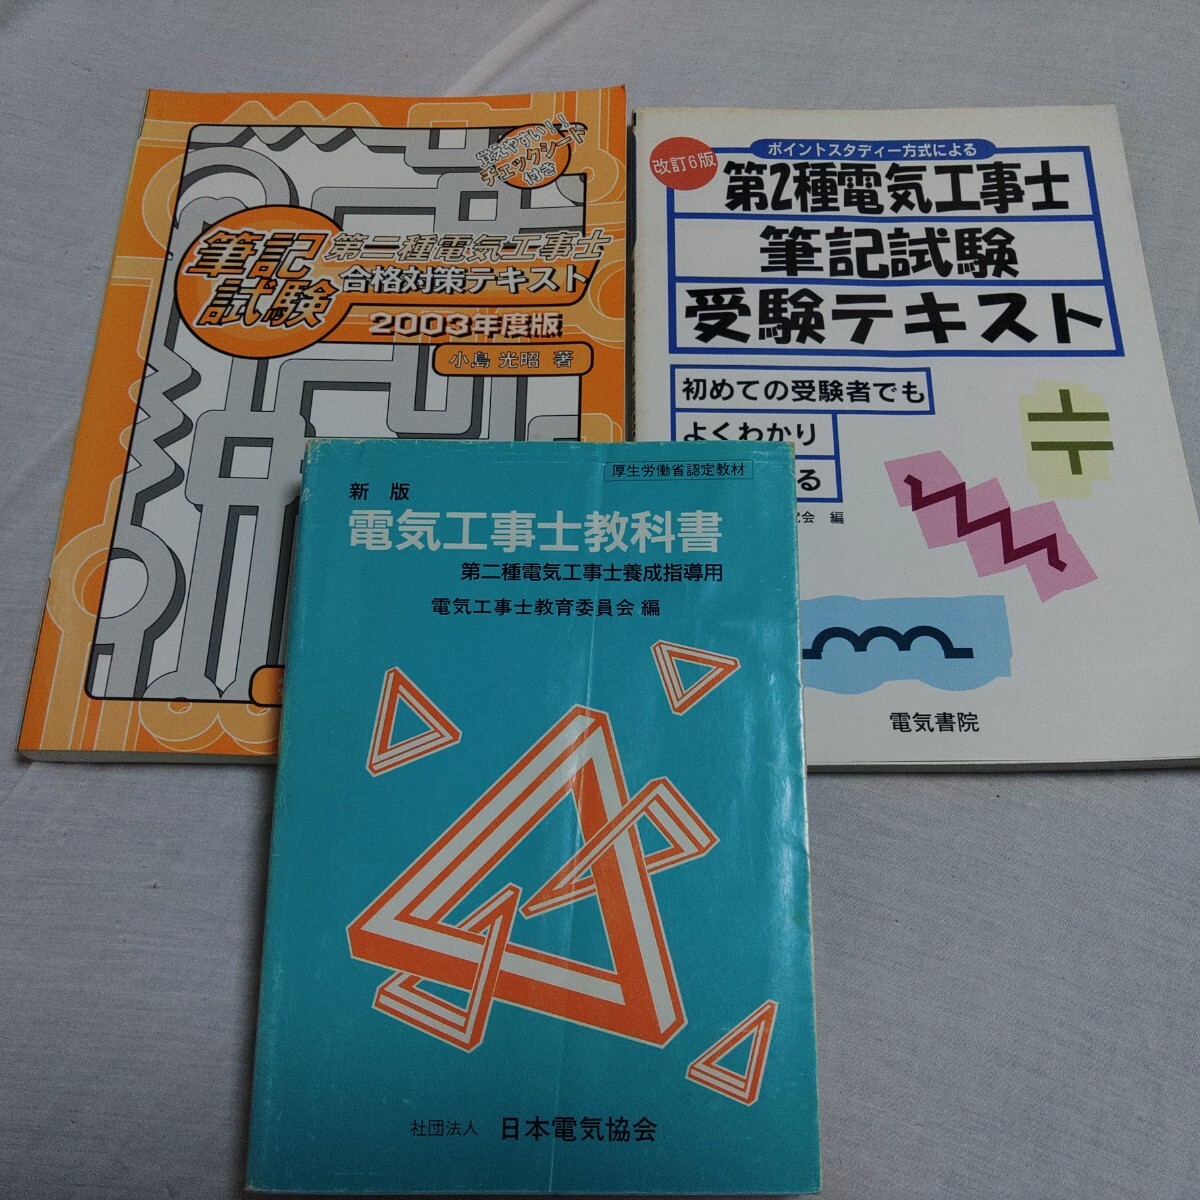 覚えやすい!!
チェックシート
付き
筆記
試験
第二種電気工事士
合格対策テキスト
2003年度版
小島 光昭 著
改訂6版
ポイントスタディー方式による
第2種電気工事士
筆記試験
受験テキスト
初めての受験者でも
よくわかり
る
会 編
電気書院
厚生労働省認定教材
新版
電気工事士教科書
第二種電気工事士養成指導用
電気工事士教育委員会 編
社団法人 日本電気協会